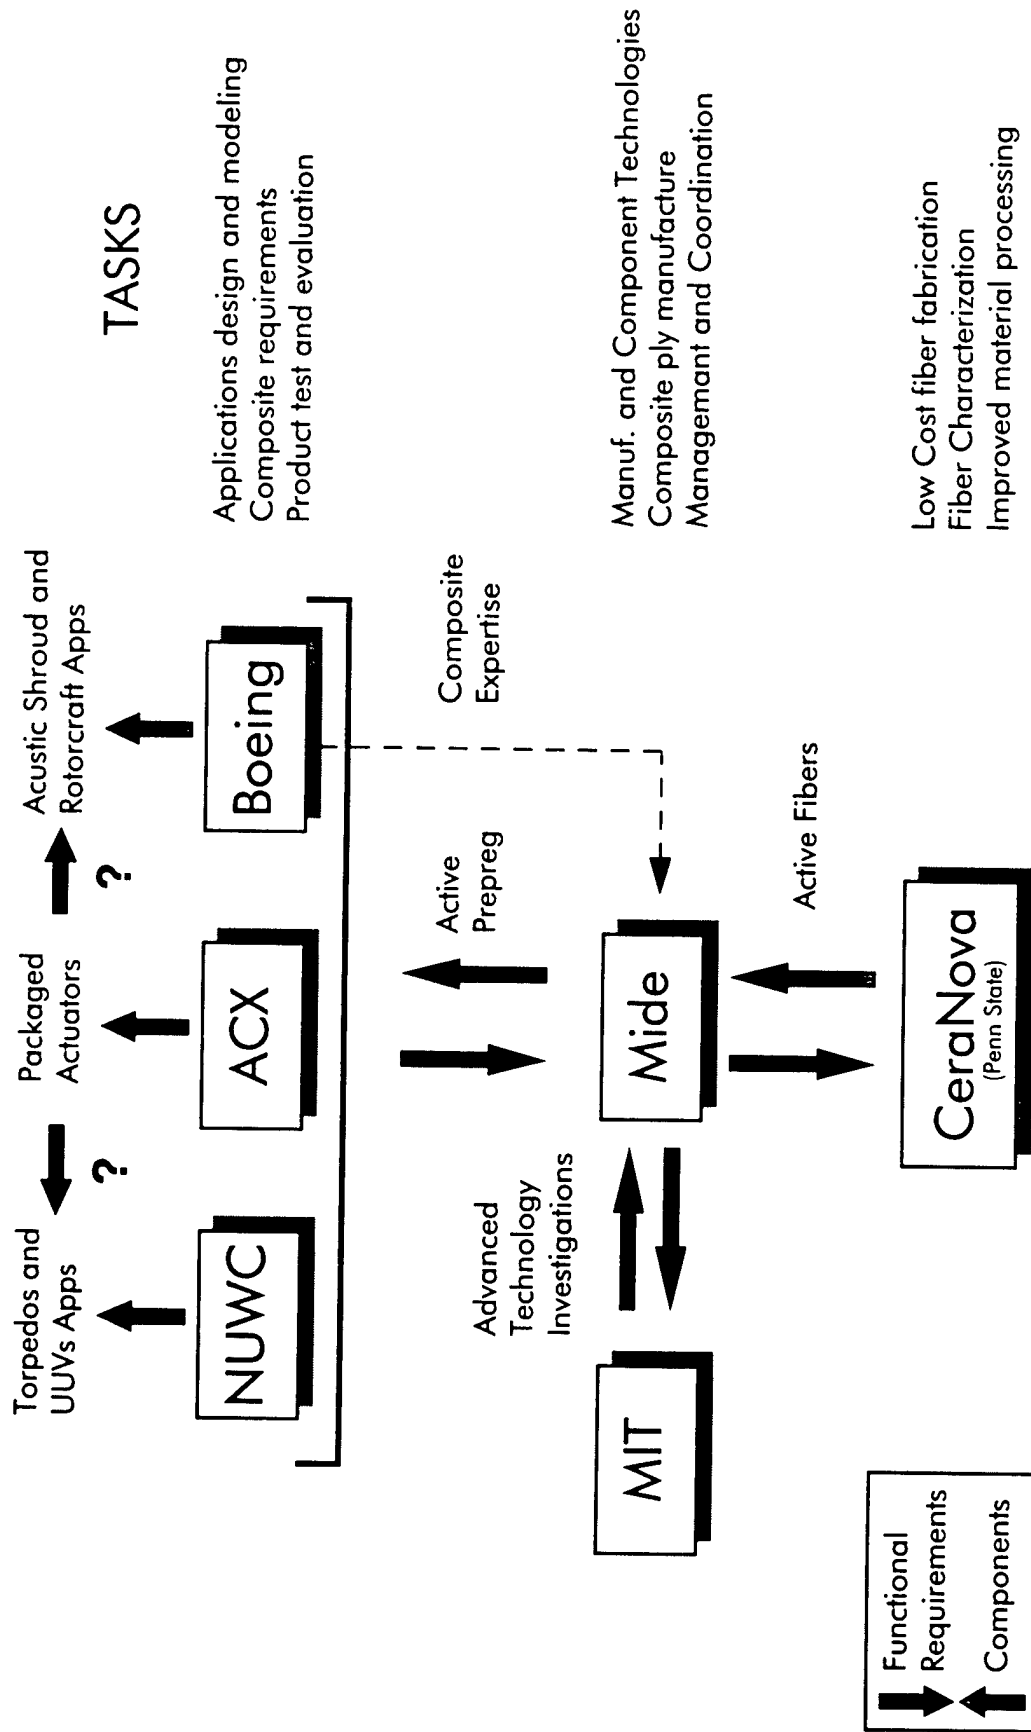 TASKS
Torpedos and
UUVs Apps
?
Packaged
Actuators
?
Acustic Shroud and
Rotorcraft Apps
NUWC
ACX
Boeing
Applications design and modeling
Composite requirements
Product test and evaluation
Advanced
Technology
Investigations
Active
Prepreg
Composite
Expertise
MIT
Mide
Manuf. and Component Technologies
Composite ply manufacture
Managemant and Coordination
Active Fibers
CeraNova
(Penn State)
Low Cost fiber fabrication
Fiber Characterization
Improved material processing
Functional
Requirements
Components